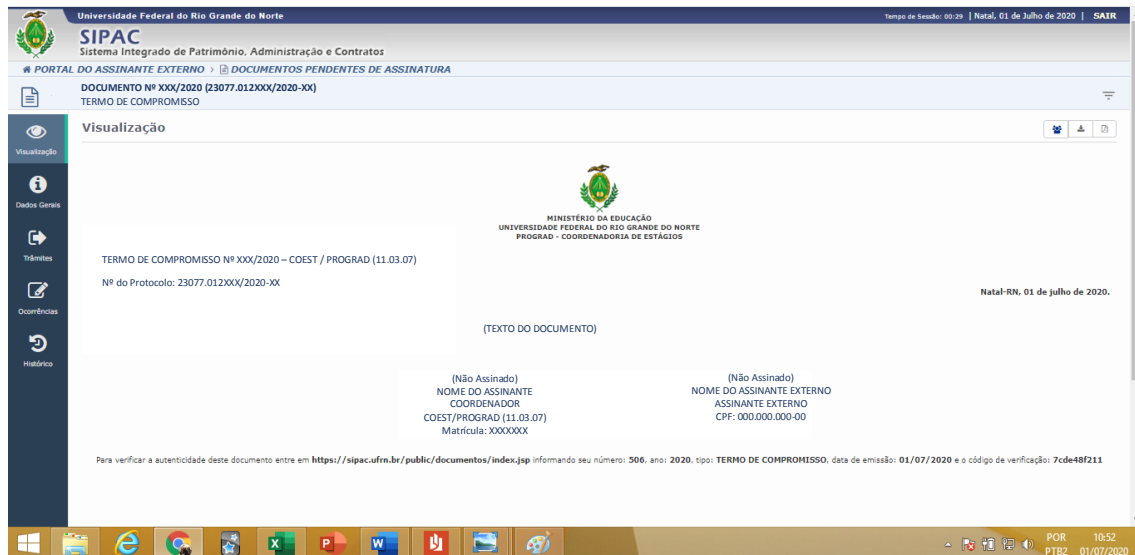 Universidade Federal do Rio Grande do Norte
Tempo de Sessão: 00:29 | Natal, 01 de Julho de 2020 | SAIR
SIPAC
Sistema Integrado de Patrimônio, Administração e Contratos
PORTAL DO ASSINANTE EXTERNO > DOCUMENTOS PENDENTES DE ASSINATURA
DOCUMENTO Nº XXX/2020 (23077.012XXX/2020-XX)
TERMO DE COMPROMISSO
Visualização
Visualização
Dados Gerais
Trâmites
Ocorrências
Histórico
MINISTÉRIO DA EDUCAÇÃO
UNIVERSIDADE FEDERAL DO RIO GRANDE DO NORTE
PROGRAD - COORDENADORIA DE ESTÁGIOS
TERMO DE COMPROMISSO Nº XXX/2020 – COEST / PROGRAD (11.03.07)
Nº do Protocolo: 23077.012XXX/2020-XX
Natal-RN, 01 de julho de 2020.
(TEXTO DO DOCUMENTO)
(Não Assinado)
NOME DO ASSINANTE
COORDENADOR
COEST/PROGRAD (11.03.07)
Matrícula: XXXXXXX
(Não Assinado)
NOME DO ASSINANTE EXTERNO
ASSINANTE EXTERNO
CPF: 000.000.000-00
Para verificar a autenticidade deste documento entre em https://sipac.ufrn.br/public/documentos/index.jsp informando seu número: 506, ano: 2020, tipo: TERMO DE COMPROMISSO, data de emissão: 01/07/2020 e o código de verificação: 7cde48f211
POR
PTB2
10:52
01/07/2020